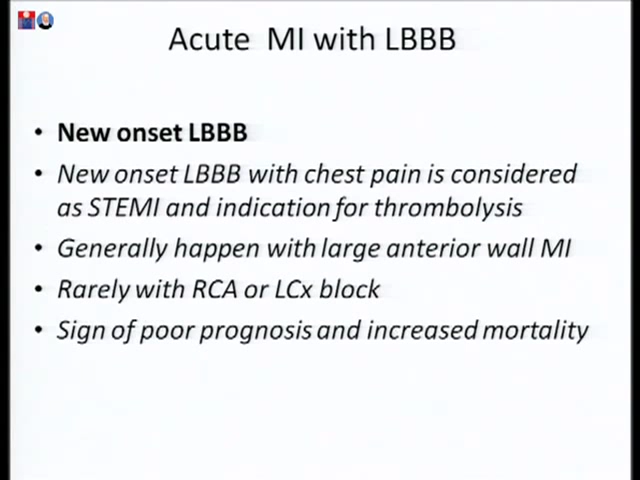 Acute MI with LBBB
• New onset LBBB
• New onset LBBB with chest pain is considered
as STEMI and indication for thrombolysis
• Generally happen with large anterior wall MI
• Rarely with RCA or LCx block
• Sign of poor prognosis and increased mortality